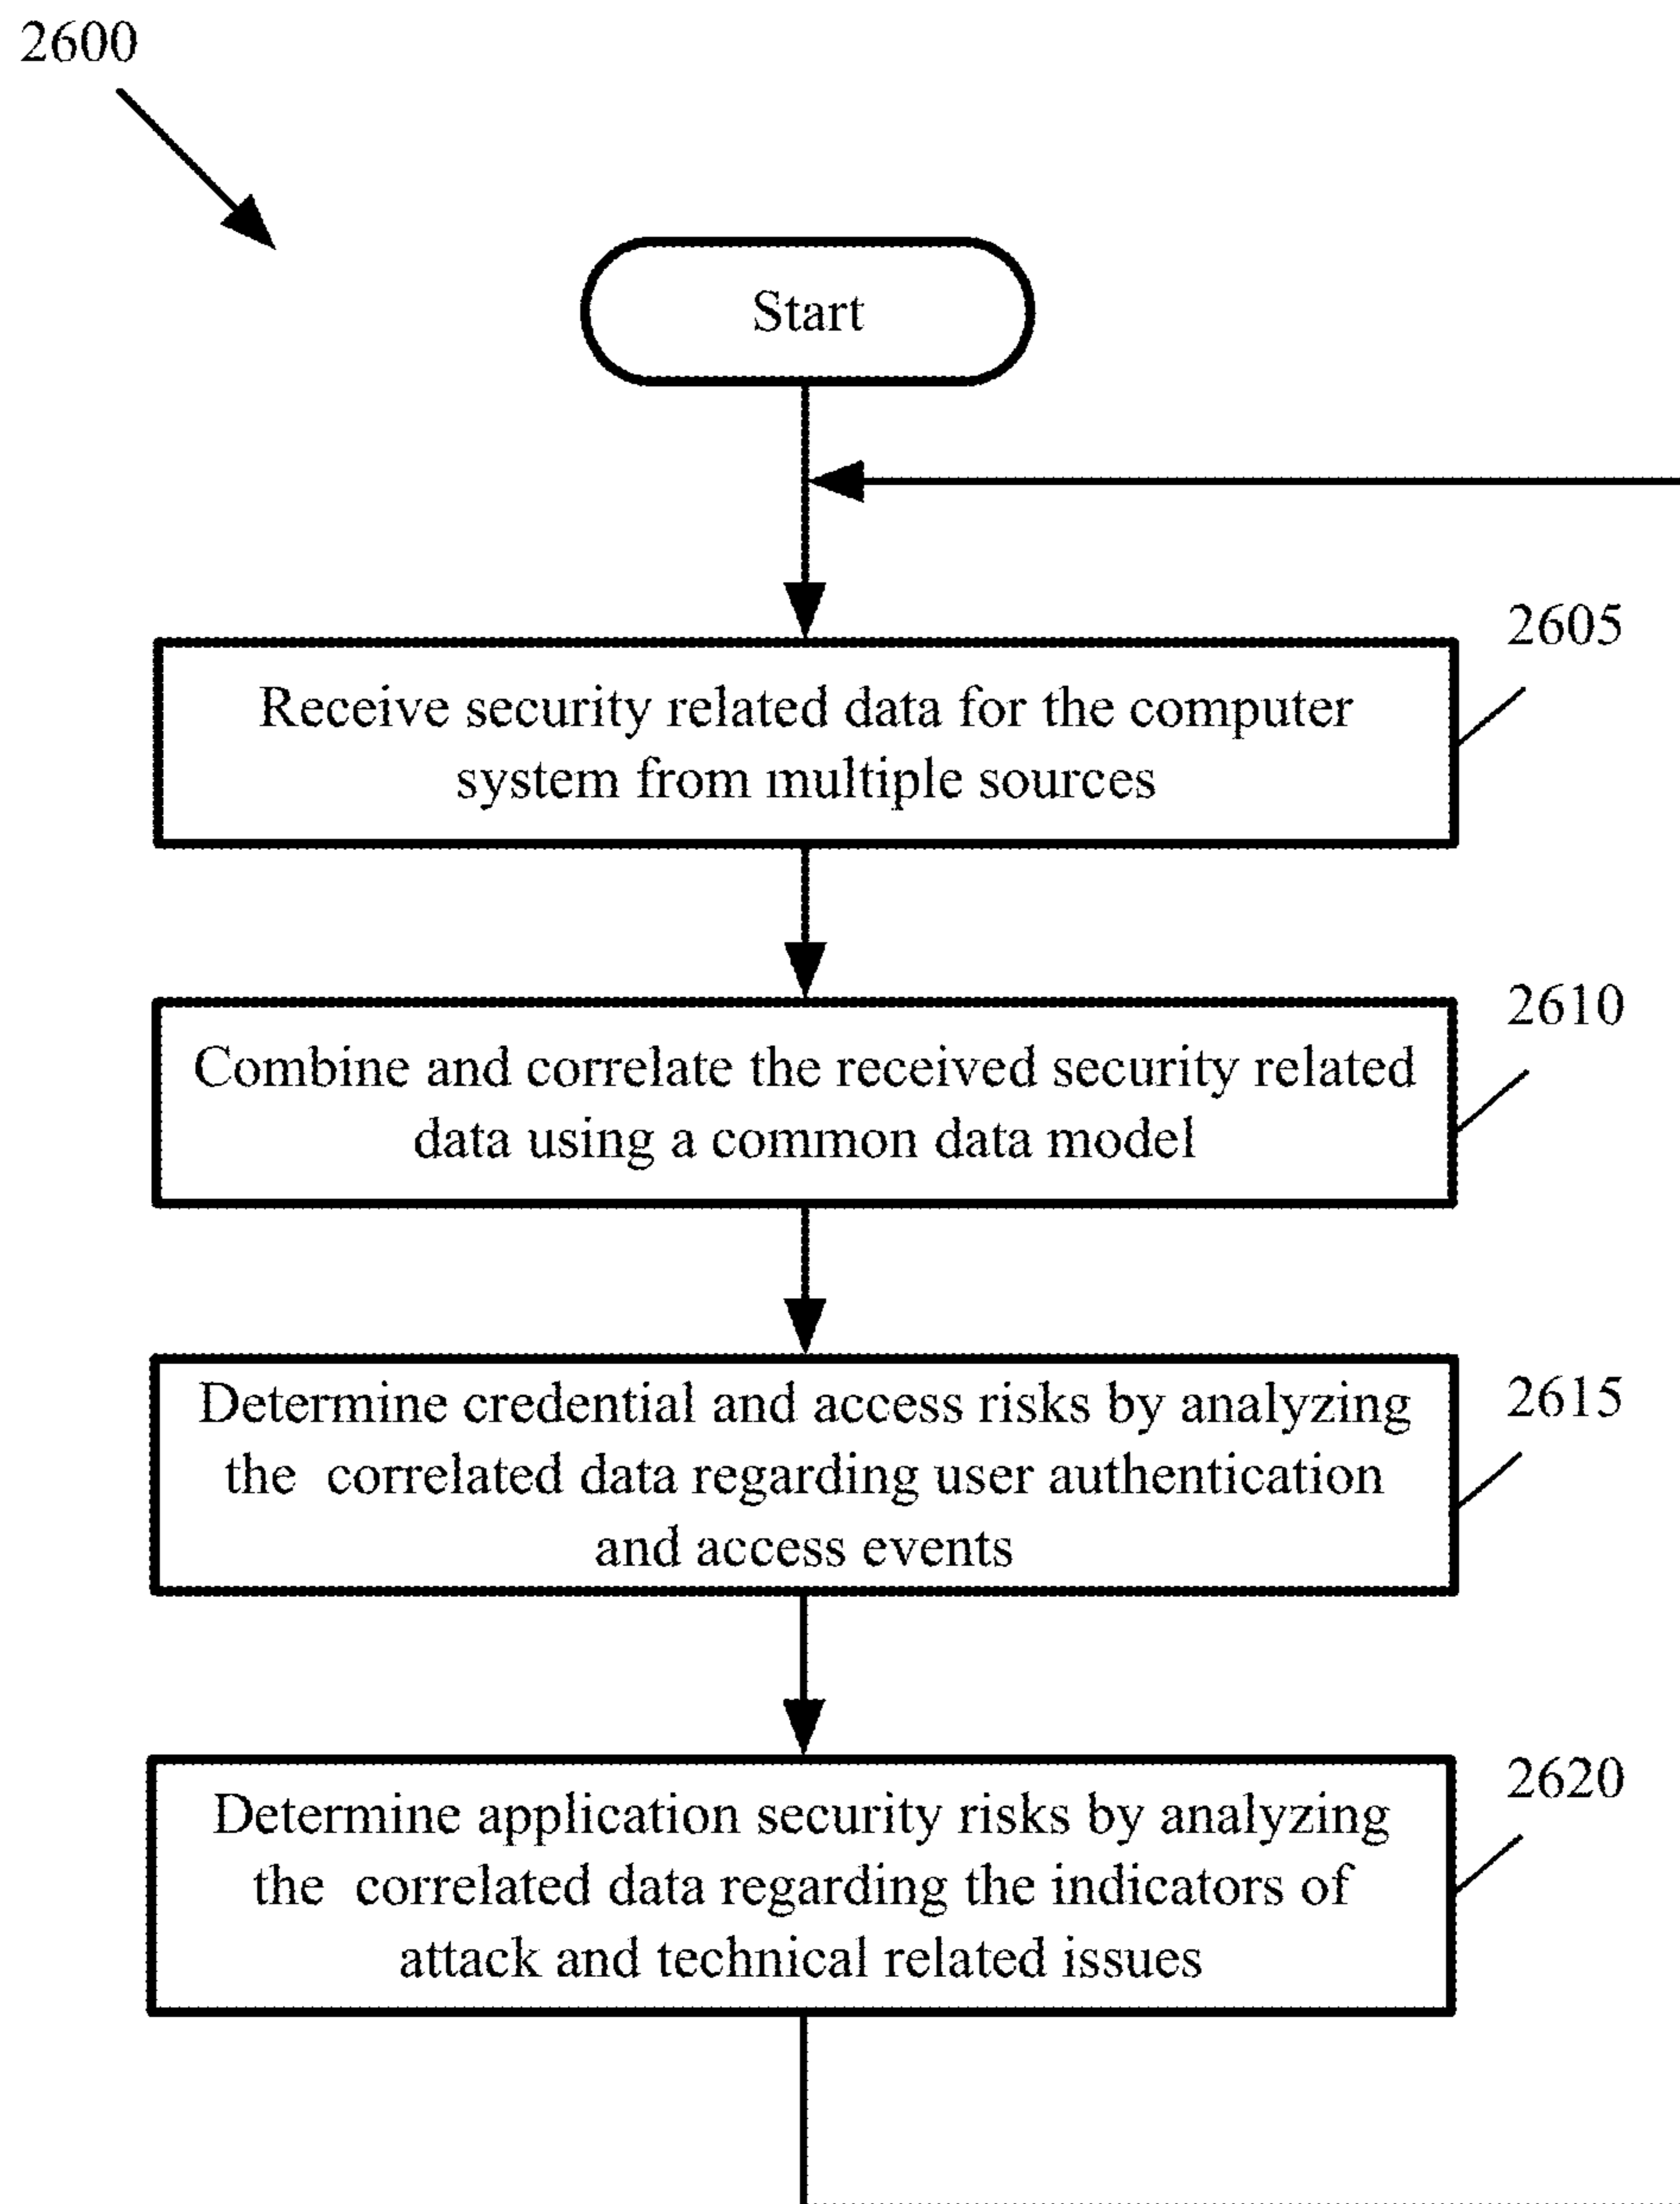 2600
Start
2605
Receive security related data for the computer
system from multiple sources
2610
Combine and correlate the received security related
data using a common data model
2615
Determine credential and access risks by analyzing
the correlated data regarding user authentication
and access events
2620
Determine application security risks by analyzing
the correlated data regarding the indicators of
attack and technical related issues